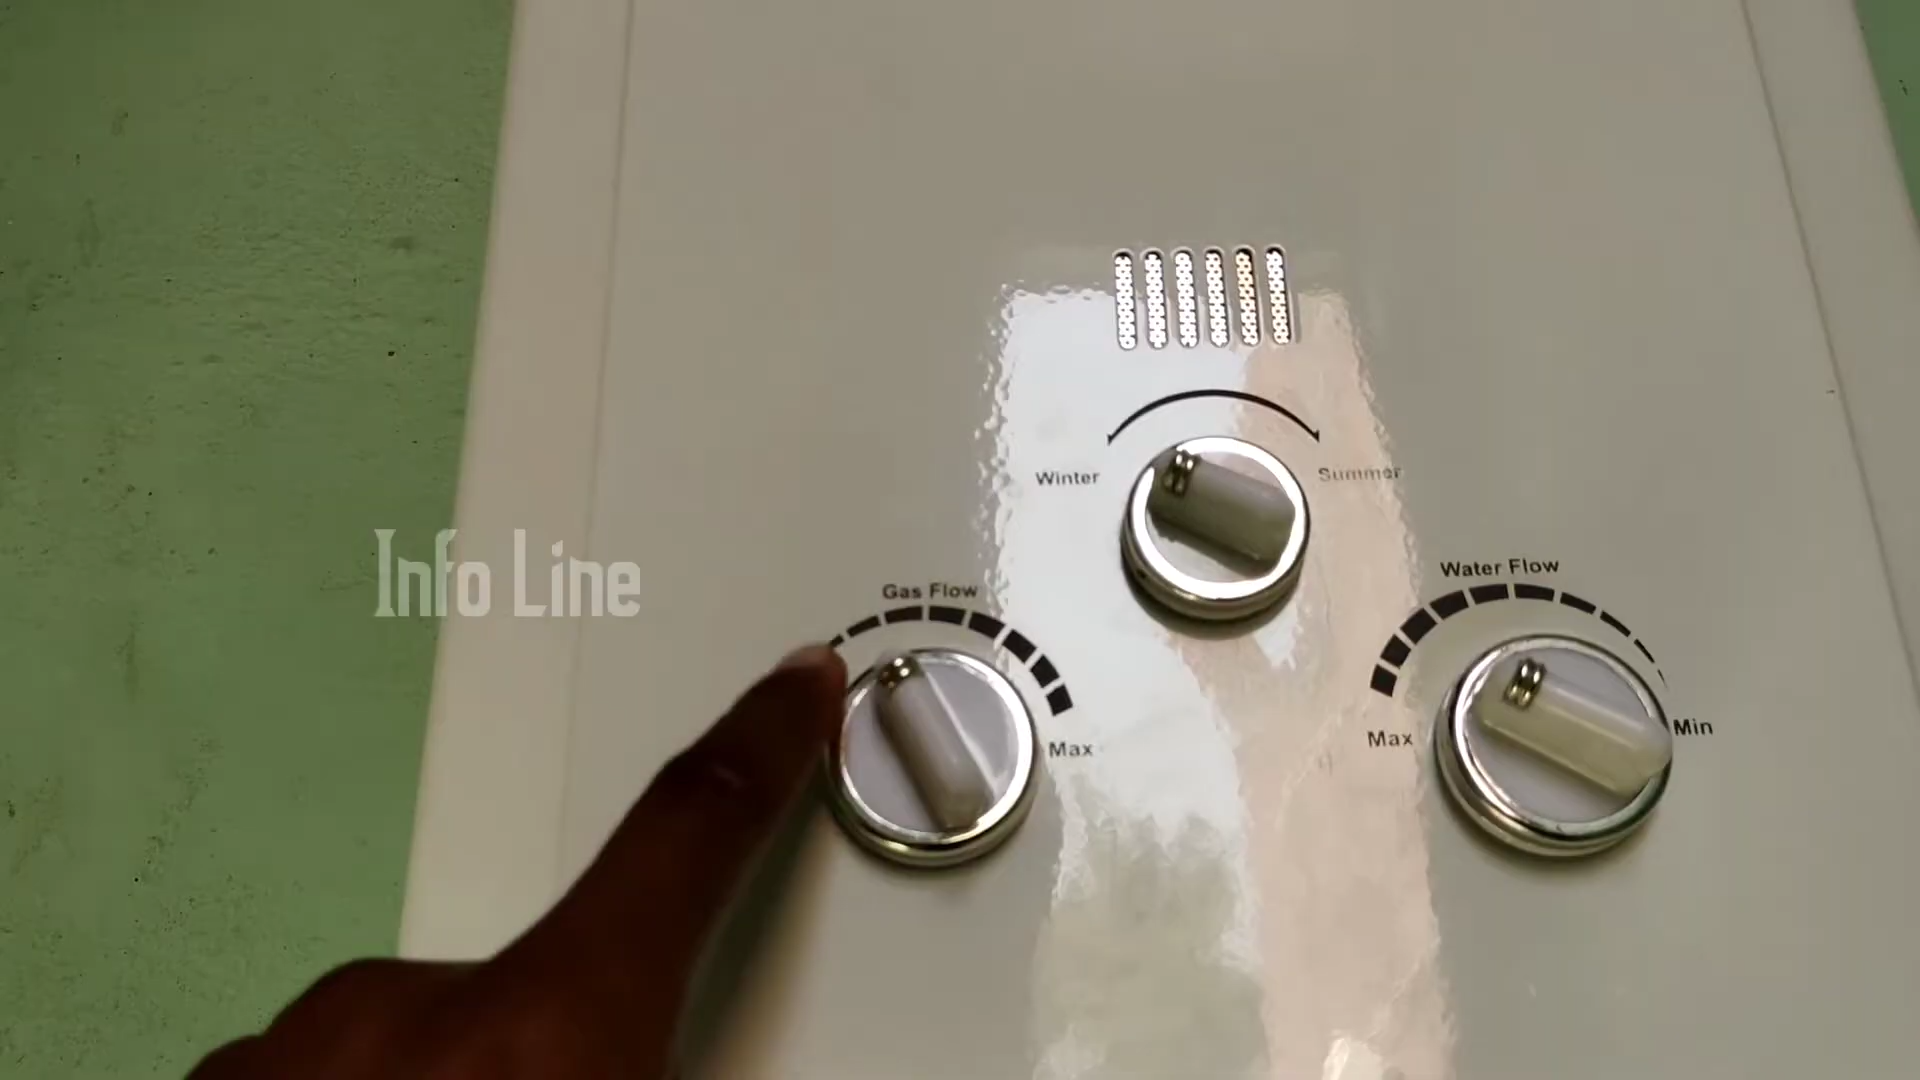 Winter
Summer
Water Flow
Info Line
Gas Flow
Max
Max
Min